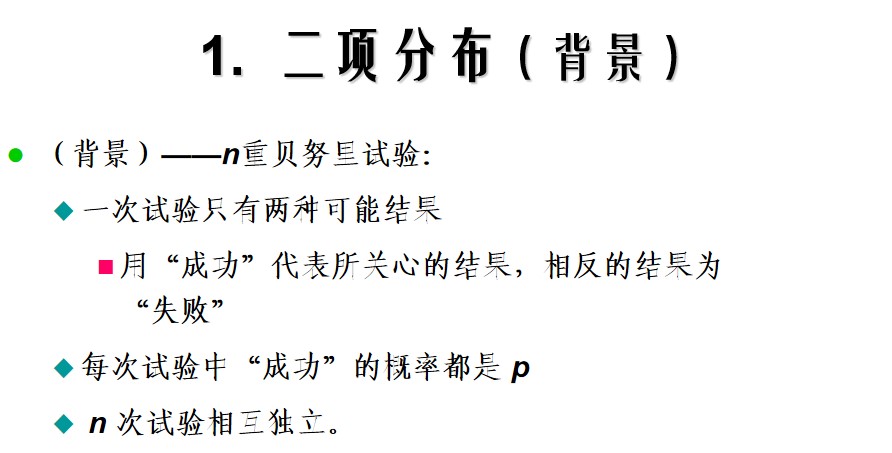 1. 二项分布（背景）
（背景）——n重贝努里试验：
一次试验只有两种可能结果
用“成功”代表所关心的结果，相反的结果为
“失败”
每次试验中“成功”的概率都是 p
n 次试验相互独立。